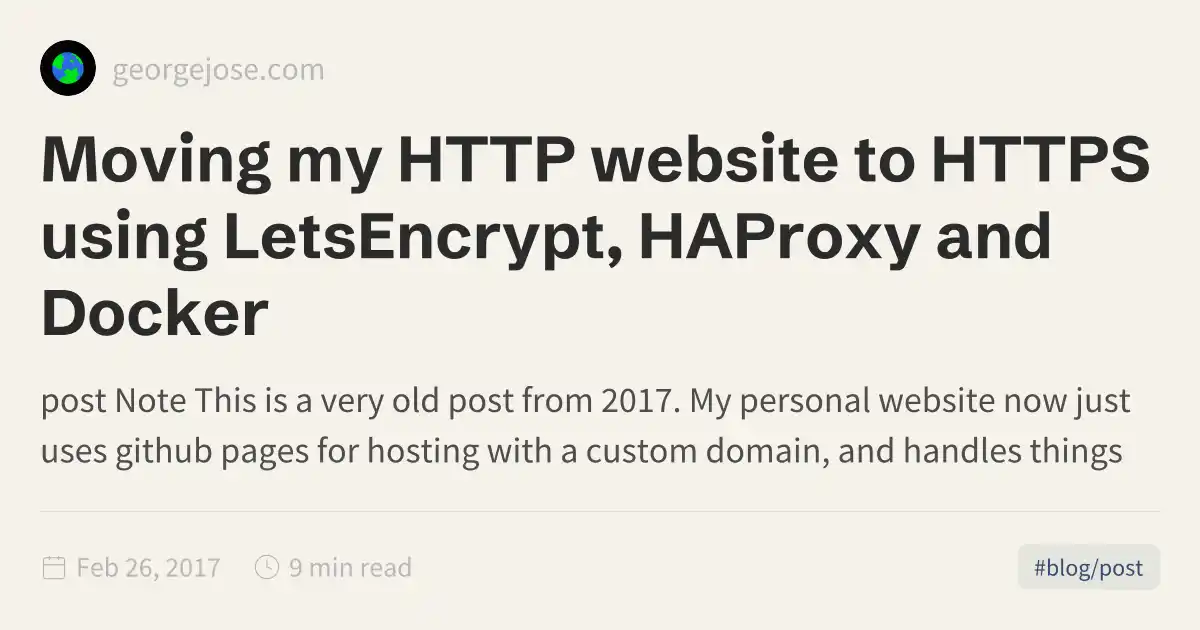 georgejose.com
Moving my HTTP website to HTTPS
using LetsEncrypt, HAProxy and
Docker
post Note This is a very old post from 2017. My personal website now just
uses github pages for hosting with a custom domain, and handles things
Feb 26, 2017 9 min read #blog/post